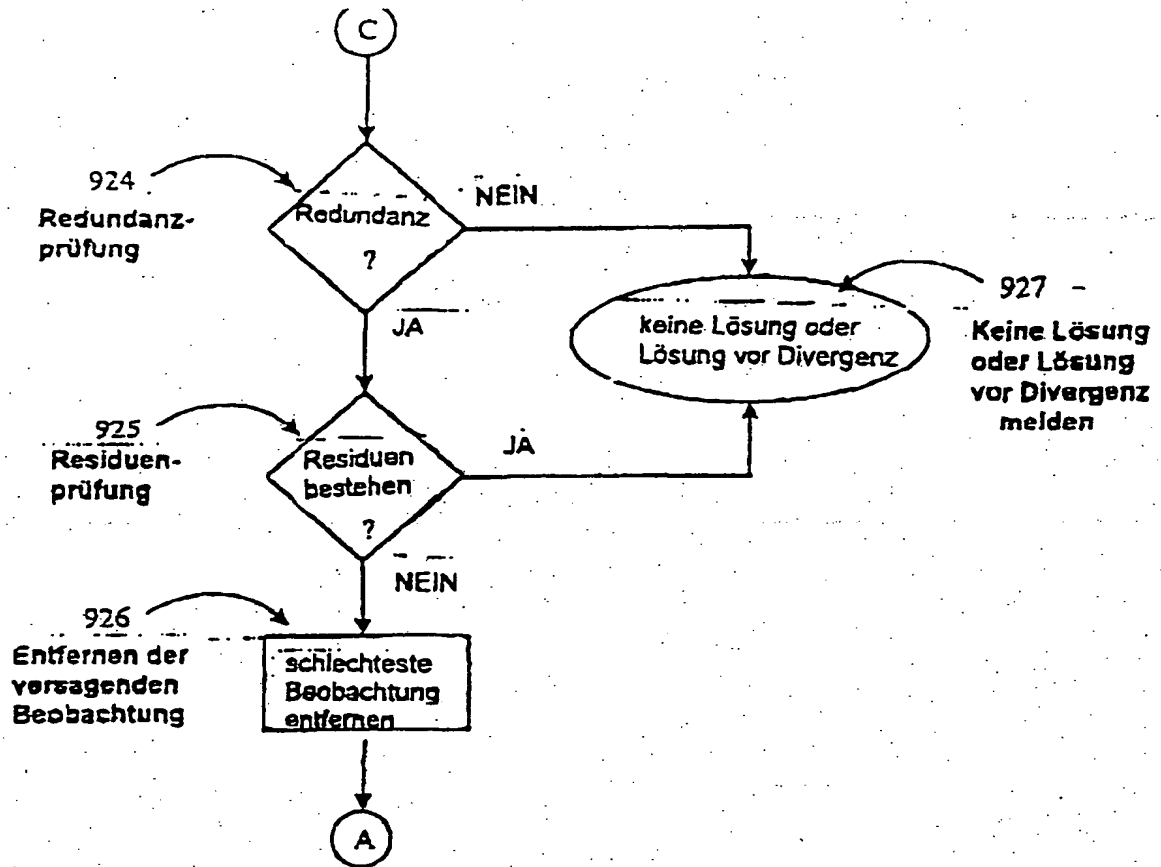 C
924
Redundanz-
prüfung
Redundanz
?
NEIN
JA
keine Lösung oder
Lösung vor Divergenz
927
Keine Lösung
oder Lösung
vor Divergenz
melden
925
Residuen-
prüfung
Residuen
bestehen
?
JA
NEIN
926
Entfernen der
versagenden
Beobachtung
schlechteste
Beobachtung
entfernen
A